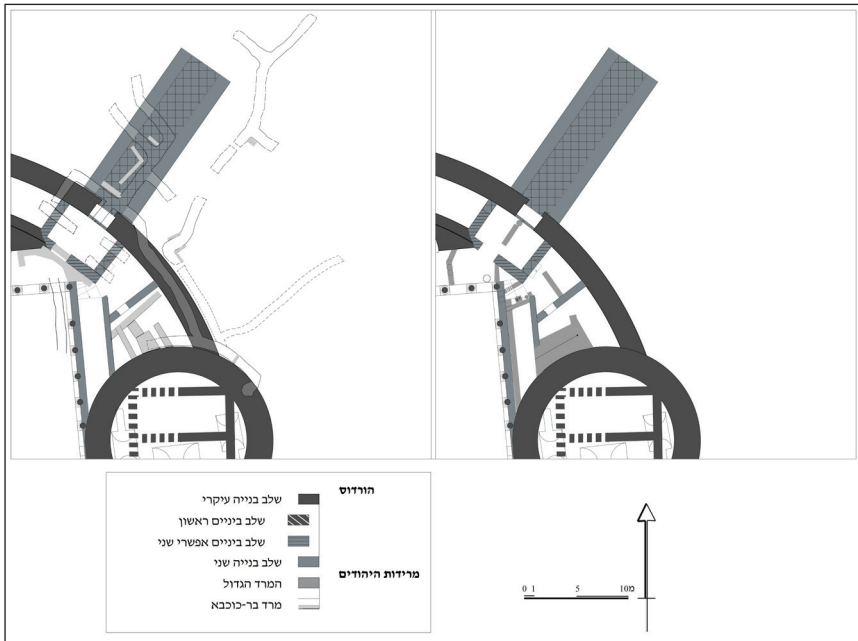 הורדוס
שלב בנייה עיקרי
שלב ביניים ראשון
שלב ביניים אפשרי שני
שלב בנייה שני
מרידות היהודים
המרד הגדול
מרד בר-כוכבא
0 1 5 10מ